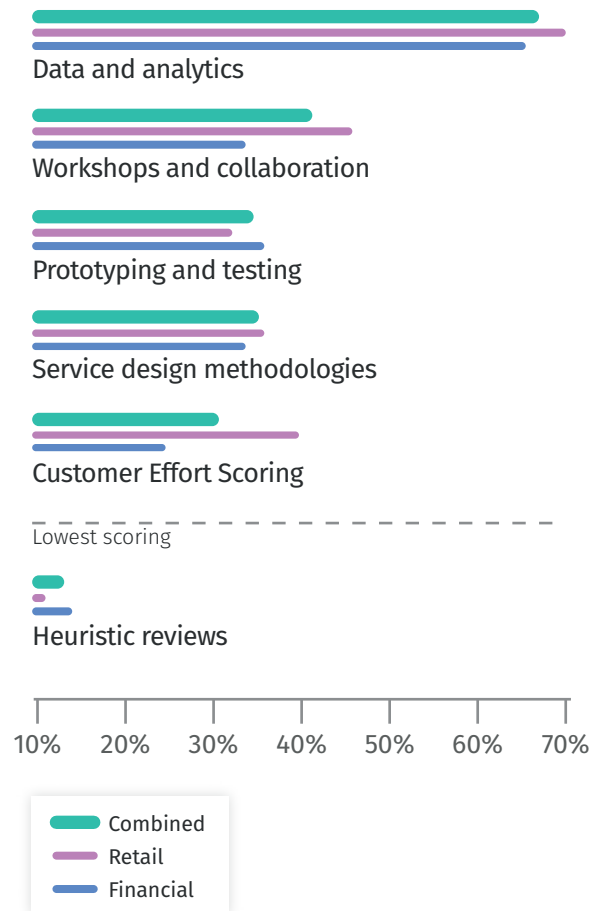 Data and analytics
Workshops and collaboration
Prototyping and testing
Service design methodologies
Customer Effort Scoring
Lowest scoring
Heuristic reviews
10% 20% 30% 40% 50% 60% 70%
Combined
Retail
Financial